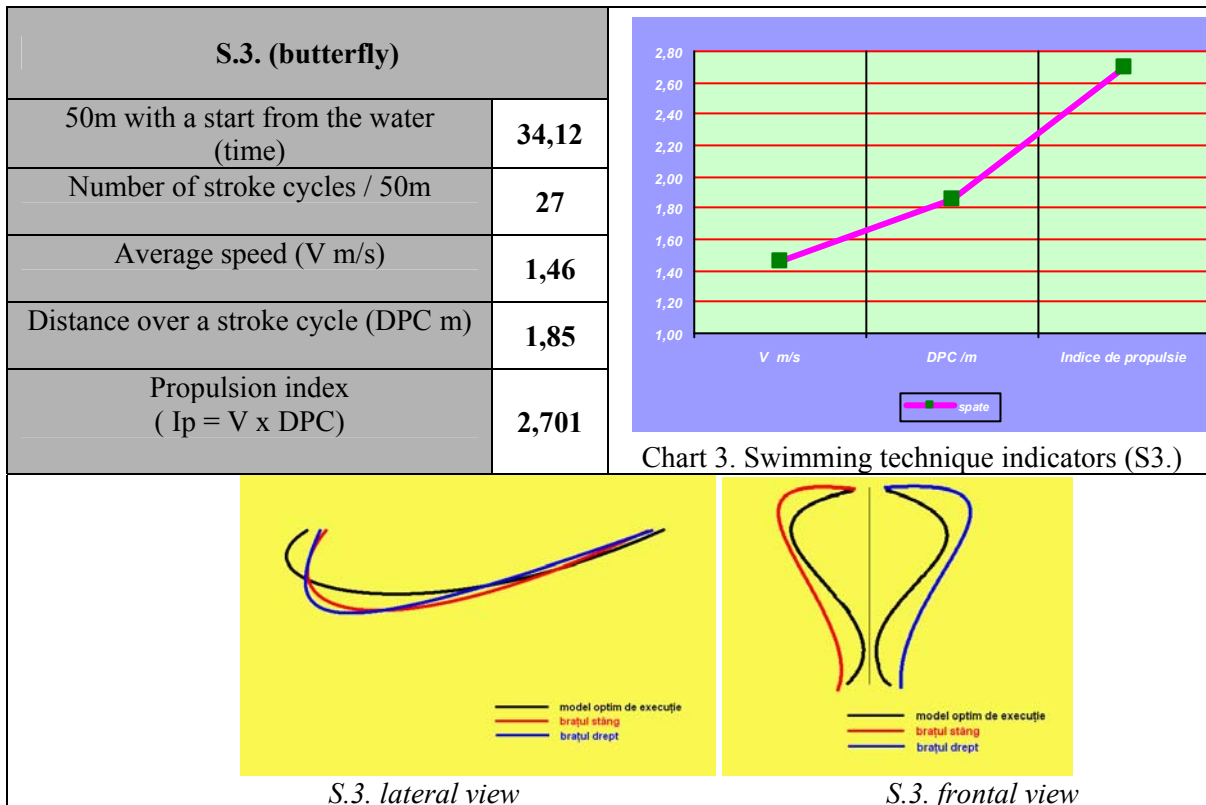 S.3. (butterfly)
50m with a start from the water
(time)
34,12
Number of stroke cycles / 50m
27
Average speed (V m/s)
1,46
Distance over a stroke cycle (DPC m)
1,85
Propulsion index
( Ip = V x DPC)
2,701
2,80
2,60
2,40
2,20
2,00
1,80
1,60
1,40
1,20
1,00
V m/s
DPC /m
Indice de propulsie
spate
Chart 3. Swimming technique indicators (S3.)
model optim de execuție
brațul stâng
brațul drept
model optim de execuție
brațul stâng
brațul drept
S.3. lateral view
S.3. frontal view